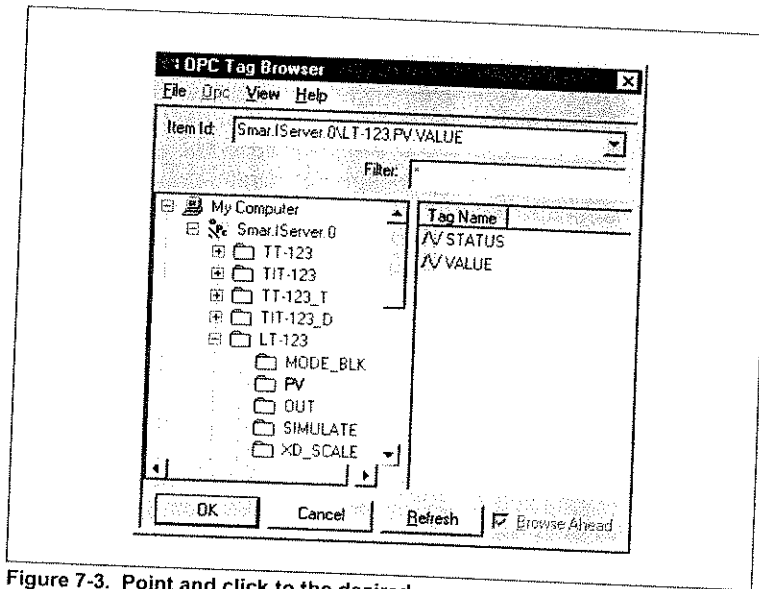 OPC Tag Browser
File Opc View Help
Item Id: Smar.IServer.0\LT-123.PV.VALUE
Filter: *
My Computer
Smar.IServer.0
TT-123
TIT-123
TT-123_T
TIT-123_D
LT-123
MODE_BLK
PV
OUT
SIMULATE
XD_SCALE
Tag Name
STATUS
VALUE
OK Cancel Refresh Browse Ahead
Figure 7-3. Point and click to the desired